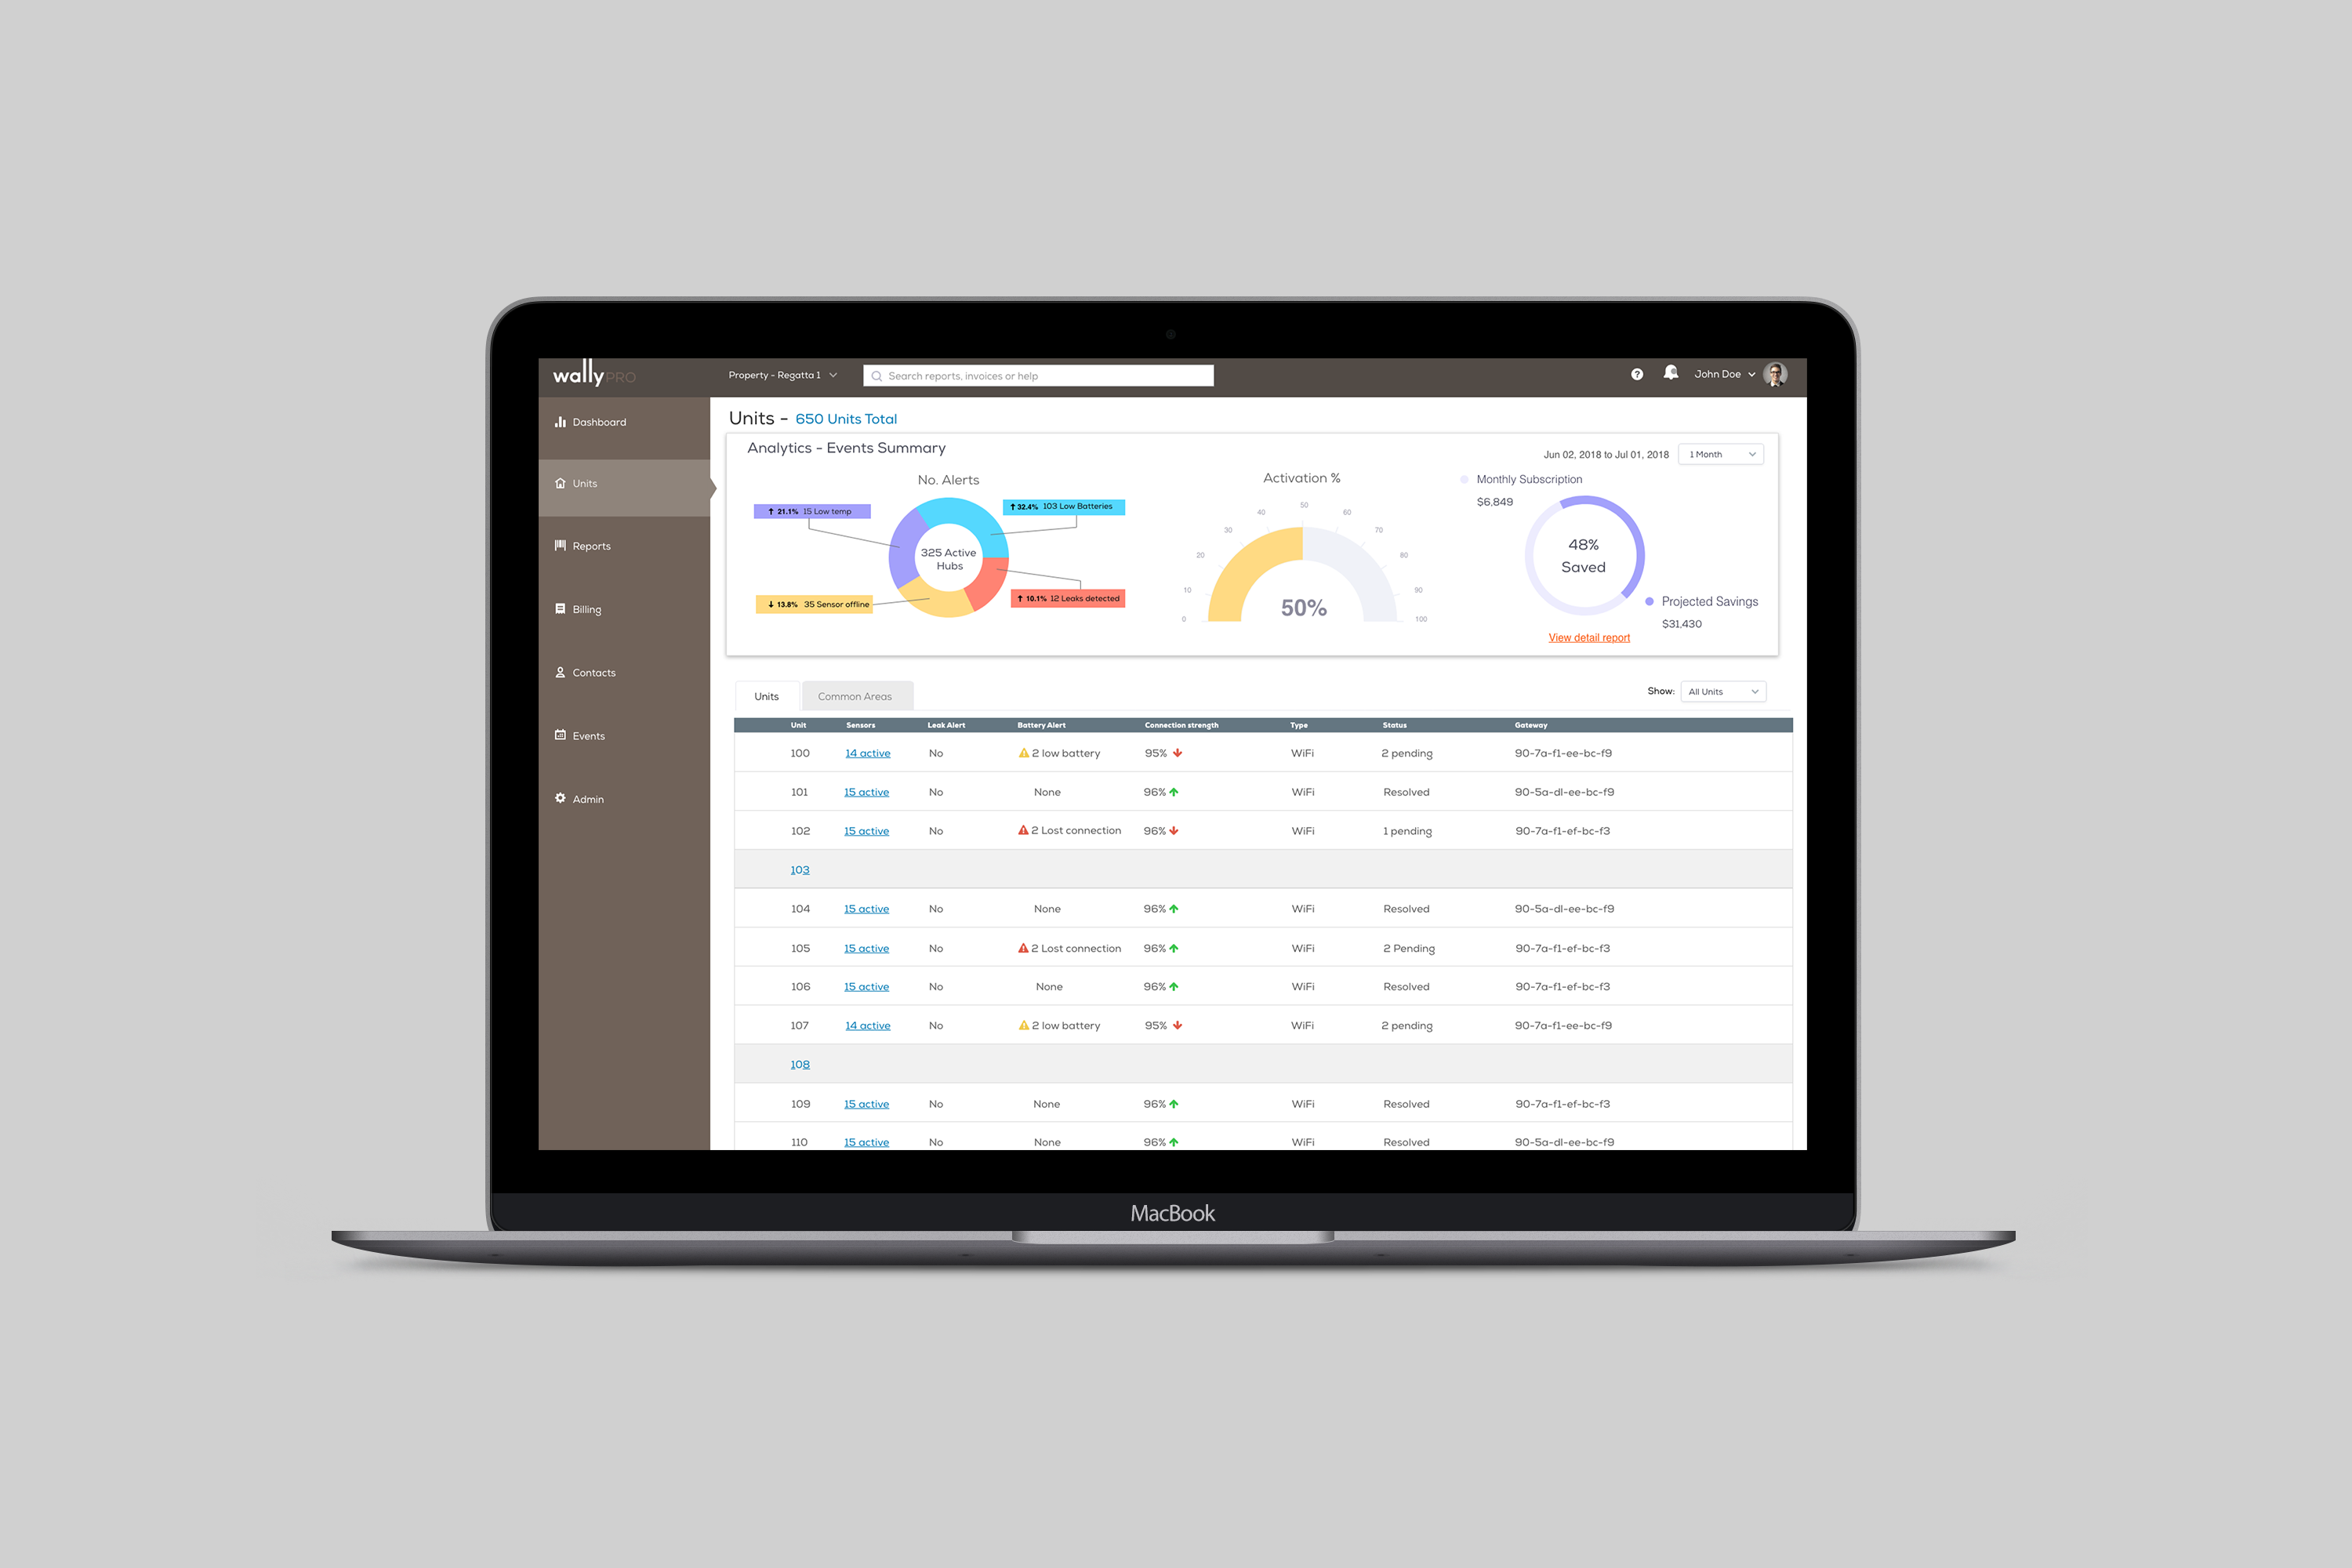 wallyPRO
Property - Regatta 1
Search reports, invoices or help
?
John Doe
Dashboard
Units
Reports
Billing
Contacts
Events
Admin
Units - 650 Units Total
Analytics - Events Summary
Jun 02, 2018 to Jul 01, 2018
1 Month
No. Alerts
21.1% 15 Low temp
32.4% 103 Low Batteries
325 Active
Hubs
13.8% 35 Sensor offline
10.1% 12 Leaks detected
Activation %
0
10
20
30
40
50
60
70
80
90
100
50%
Monthly Subscription
$6,849
48%
Saved
Projected Savings
$31,430
View detail report
Units
Common Areas
Show: All Units
Unit Sensors Leak Alert Battery Alert Connection strength Type Status Gateway
100 14 active No 2 low battery 95% WiFi 2 pending 90-7a-f1-ee-bc-f9
101 15 active No None 96% WiFi Resolved 90-5a-dl-ee-bc-f9
102 15 active No 2 Lost connection 96% WiFi 1 pending 90-7a-f1-ef-bc-f3
103
104 15 active No None 96% WiFi Resolved 90-5a-dl-ee-bc-f9
105 15 active No 2 Lost connection 96% WiFi 2 Pending 90-7a-f1-ef-bc-f3
106 15 active No None 96% WiFi Resolved 90-7a-f1-ef-bc-f3
107 14 active No 2 low battery 95% WiFi 2 pending 90-7a-f1-ee-bc-f9
108
109 15 active No None 96% WiFi Resolved 90-7a-f1-ef-bc-f3
110 15 active No None 96% WiFi Resolved 90-5a-dl-ee-bc-f9
MacBook